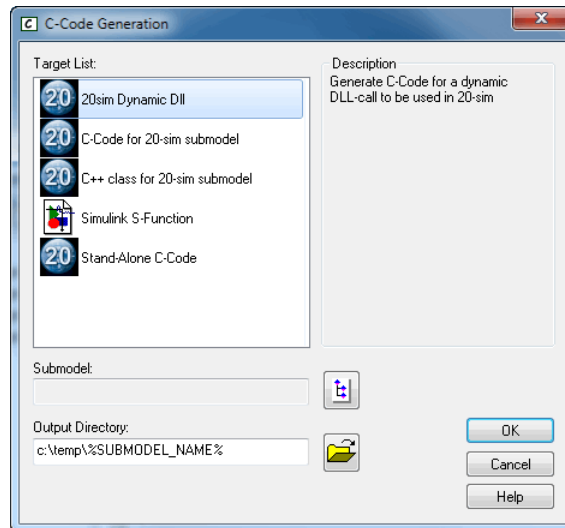 C C-Code Generation
Target List:
20 20sim Dynamic Dll
20 C-Code for 20-sim submodel
20 C++ class for 20-sim submodel
Simulink S-Function
20 Stand-Alone C-Code
Description
Generate C-Code for a dynamic
DLL-call to be used in 20-sim
Submodel:
Output Directory:
c:\temp\%SUBMODEL_NAME%
OK
Cancel
Help